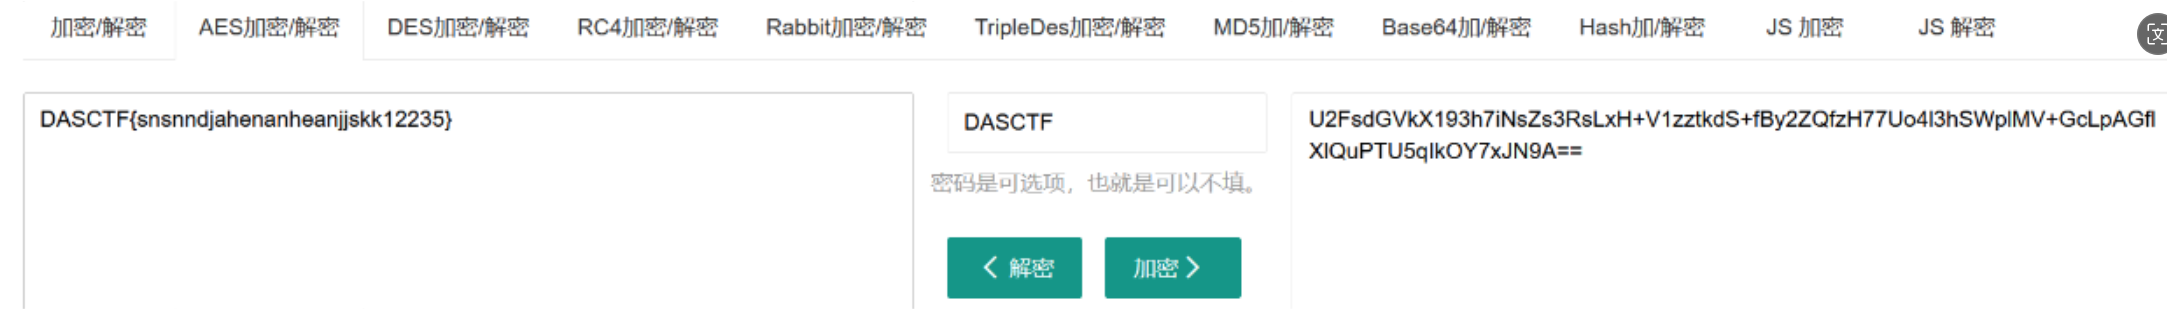 加密/解密 AES加密/解密 DES加密/解密 RC4加密/解密 Rabbit加密/解密 TripleDes加密/解密 MD5加/解密 Base64加/解密 Hash加/解密 JS 加密 JS 解密
DASCTF{snsnndjahenanheanjjskk12235}
DASCTF
密码是可选项，也就是可以不填。
解密 加密
U2FsdGVkX193h7iNsZs3RsLxH+V1zztkdS+fBy2ZQfzH77Uo4I3hSWplMV+GcLpAGfl
XlQuPTU5qlkOY7xJN9A==